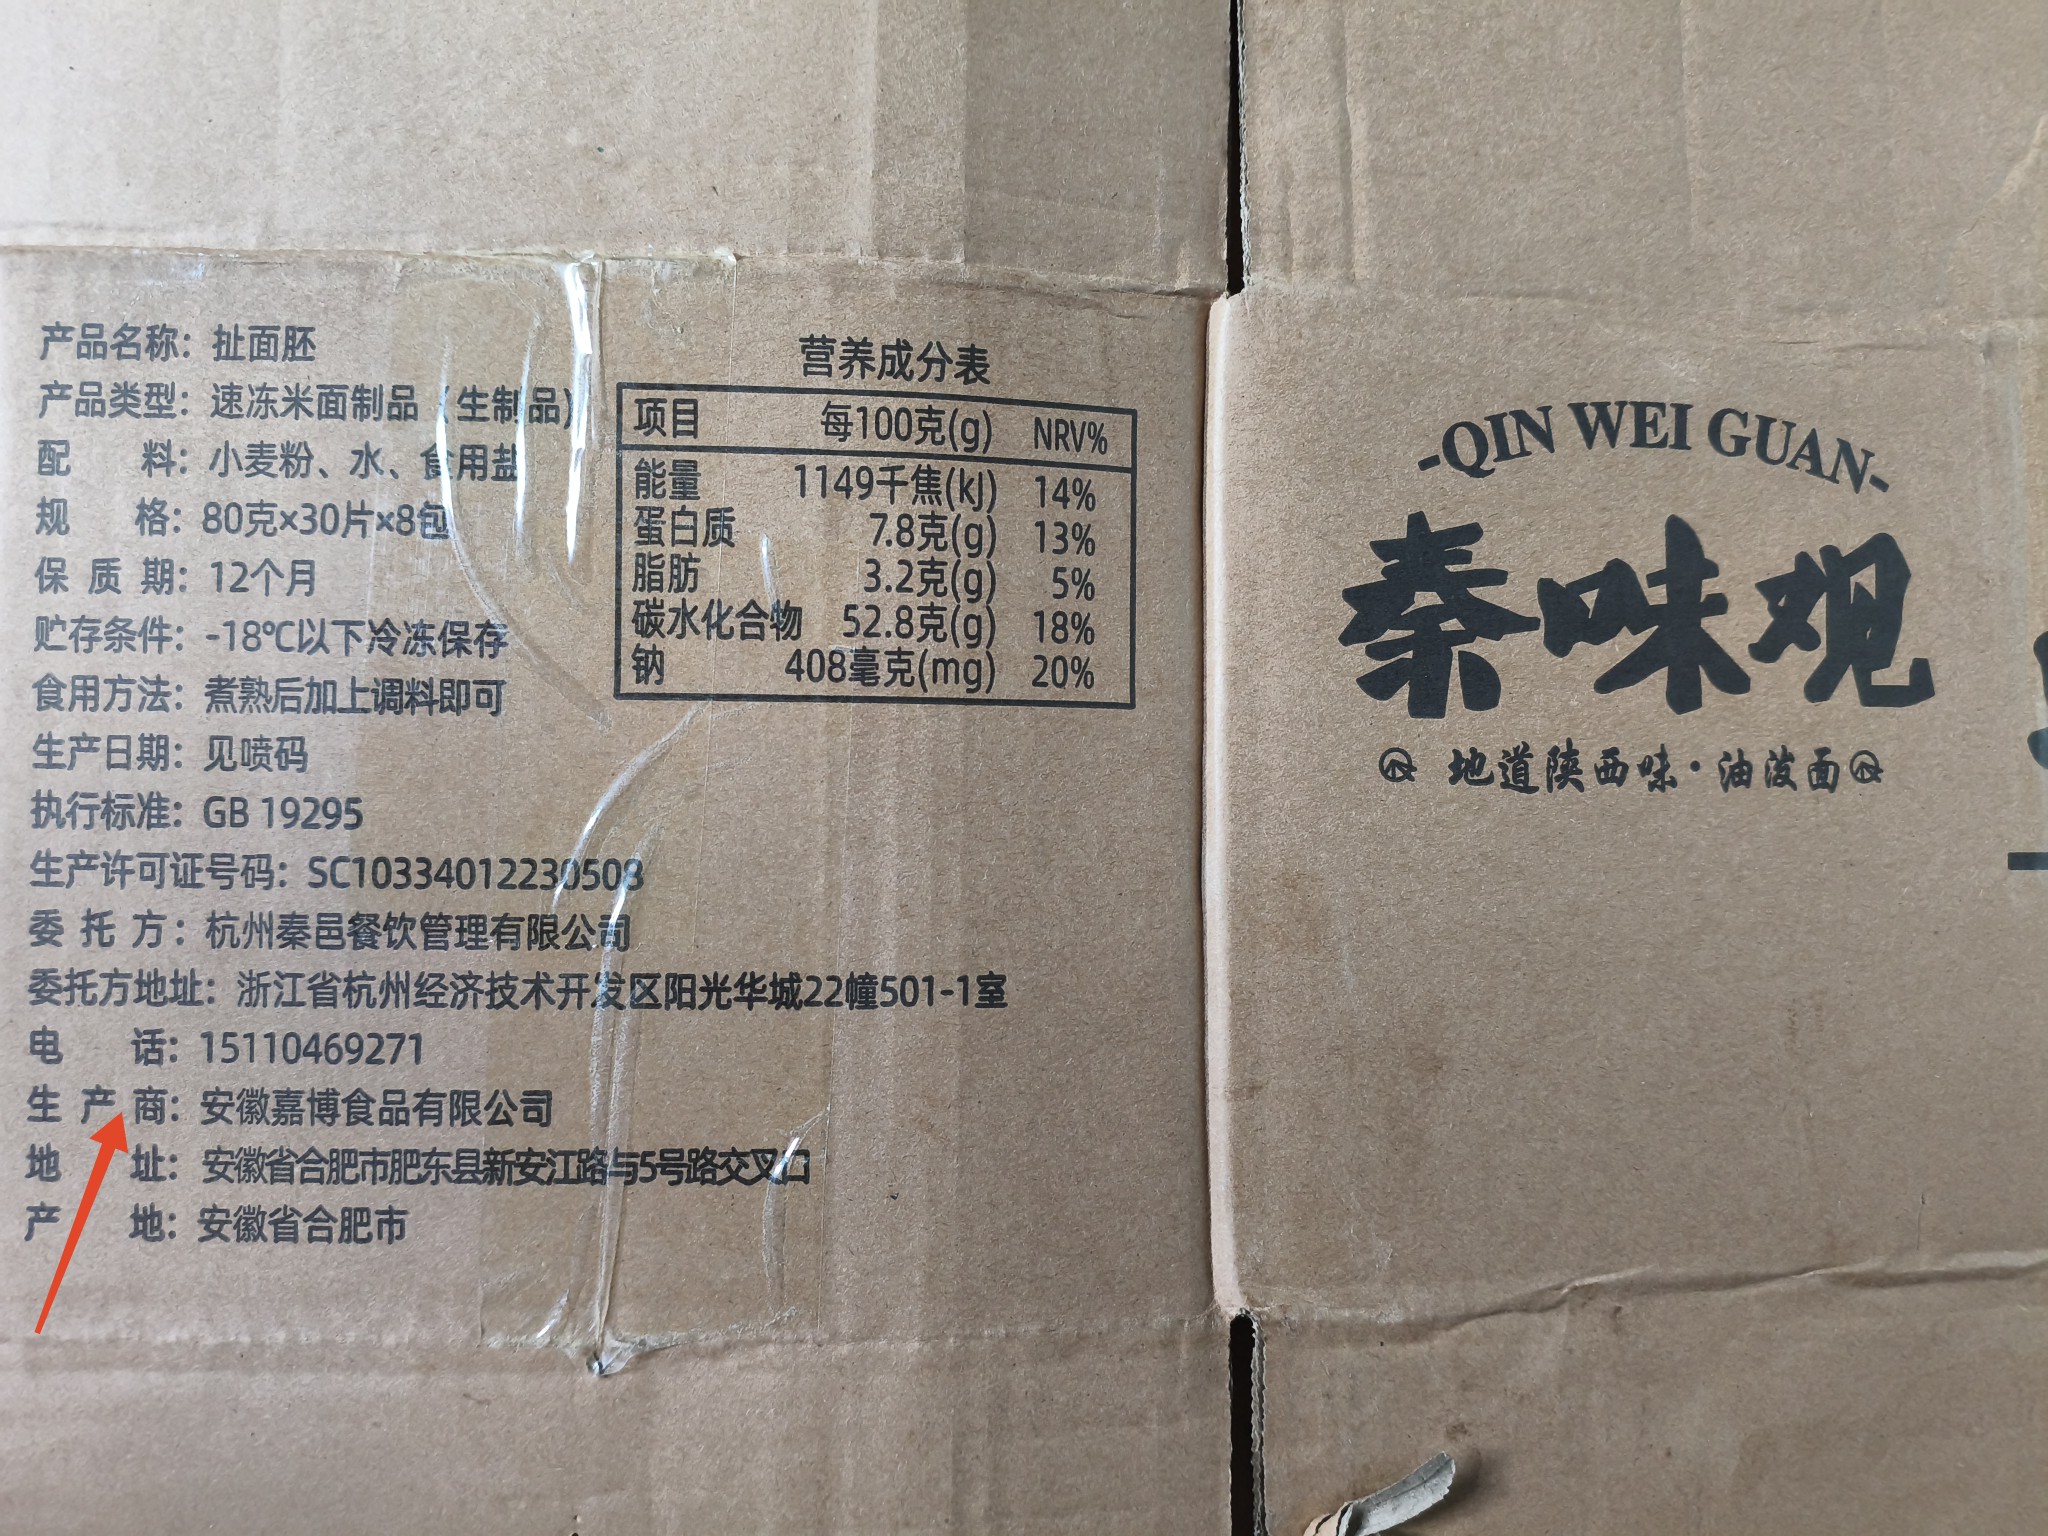 产品名称：扯面胚
产品类型：速冻米面制品（生制品）
配料：小麦粉、水、食用盐
规格：80克×30片×8包
保质期：12个月
贮存条件：-18℃以下冷冻保存
食用方法：煮熟后加上调料即可
生产日期：见喷码
执行标准：GB 19295
生产许可证号码：SC10334012230508
委托方：杭州秦邑餐饮管理有限公司
委托方地址：浙江省杭州经济技术开发区阳光华城22幢501-1室
电话：15110469271
生产商：安徽嘉博食品有限公司
地址：安徽省合肥市肥东县新安江路与5号路交叉口
产地：安徽省合肥市
营养成分表
项目 每100克(g) NRV%
能量 1149千焦(kJ) 14%
蛋白质 7.8克(g) 13%
脂肪 3.2克(g) 5%
碳水化合物 52.8克(g) 18%
钠 408毫克(mg) 20%
-QIN WEI GUAN-
秦味观
地道陕西味·油泼面